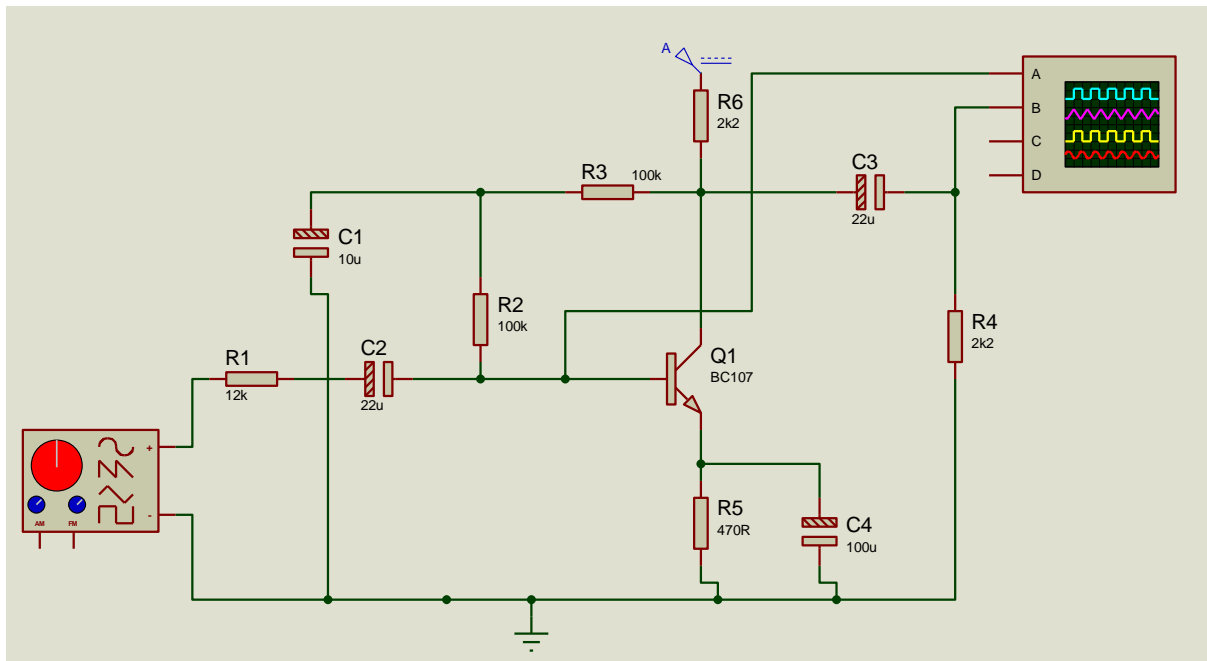 A
R6
2k2
A
B
C
D
R3
100k
C3
22u
C1
10u
R2
100k
C2
22u
R1
12k
Q1
BC107
R4
2k2
+
-
AM
FM
R5
470R
C4
100u